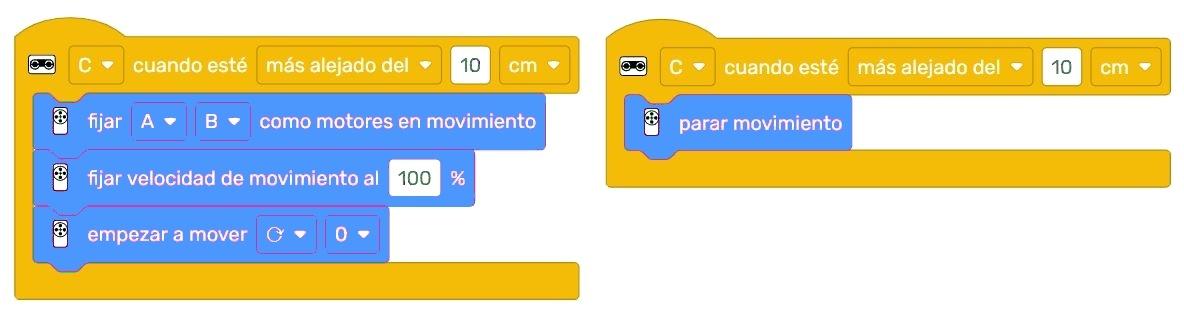 C cuando esté más alejado del 10 cm
fijar A B como motores en movimiento
fijar velocidad de movimiento al 100 %
empezar a mover 0
C cuando esté más alejado del 10 cm
parar movimiento